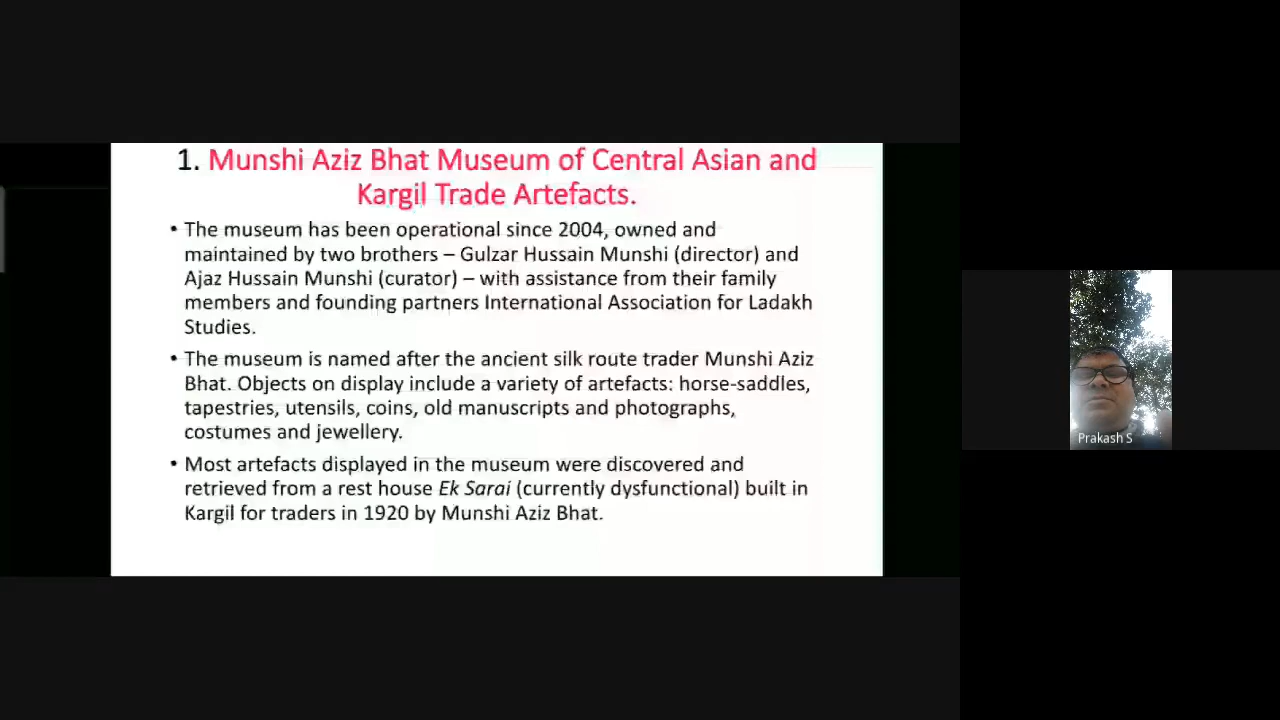 1. Munshi Aziz Bhat Museum of Central Asian and
Kargil Trade Artefacts.
• The museum has been operational since 2004, owned and
maintained by two brothers – Gulzar Hussain Munshi (director) and
Ajaz Hussain Munshi (curator) – with assistance from their family
members and founding partners International Association for Ladakh
Studies.
• The museum is named after the ancient silk route trader Munshi Aziz
Bhat. Objects on display include a variety of artefacts: horse-saddles,
tapestries, utensils, coins, old manuscripts and photographs,
costumes and jewellery.
• Most artefacts displayed in the museum were discovered and
retrieved from a rest house Ek Sarai (currently dysfunctional) built in
Kargil for traders in 1920 by Munshi Aziz Bhat.
Prakash S